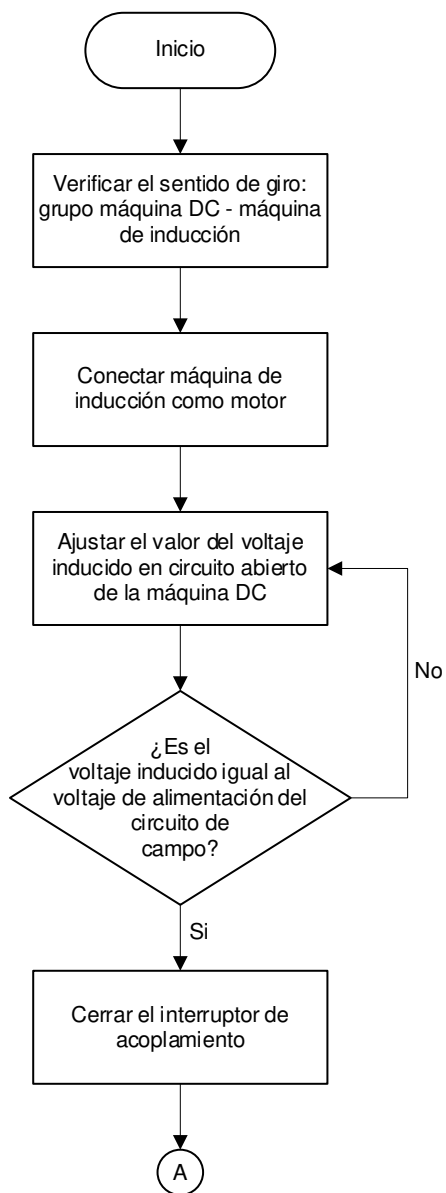 Inicio
Verificar el sentido de giro:
grupo máquina DC - máquina
de inducción
Conectar máquina de
inducción como motor
Ajustar el valor del voltaje
inducido en circuito abierto
de la máquina DC
No
¿Es el
voltaje inducido igual al
voltaje de alimentación del
circuito de
campo?
Si
Cerrar el interruptor de
acoplamiento
A